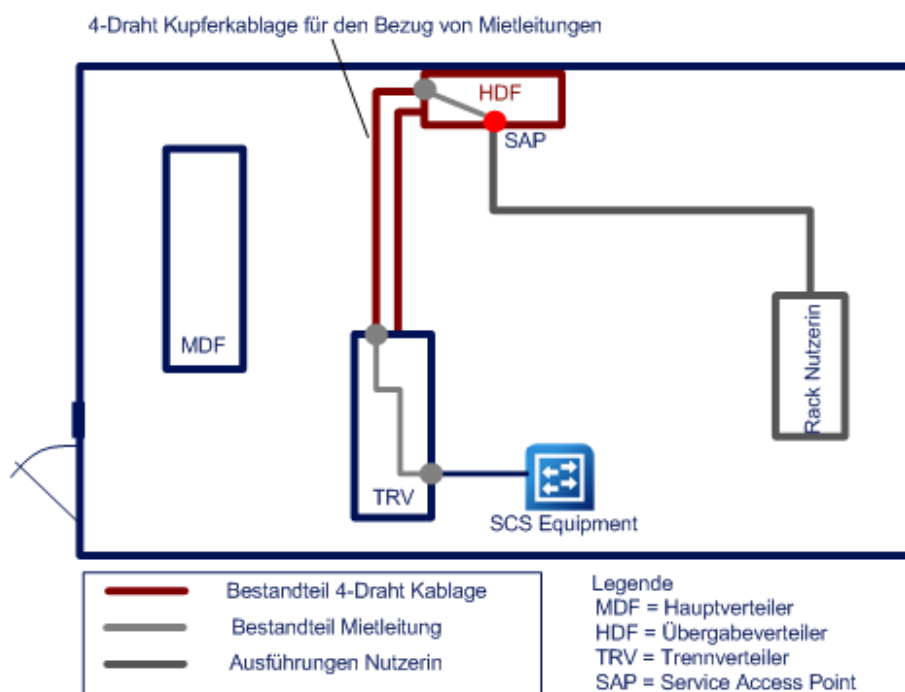 4-Draht Kupferkablage für den Bezug von Mietleitungen
HDF
SAP
MDF
Rack Nutzerin
TRV
SCS Equipment
Bestandteil 4-Draht Kablage
Bestandteil Mietleitung
Ausführungen Nutzerin
Legende
MDF = Hauptverteiler
HDF = Übergabeverteiler
TRV = Trennverteiler
SAP = Service Access Point